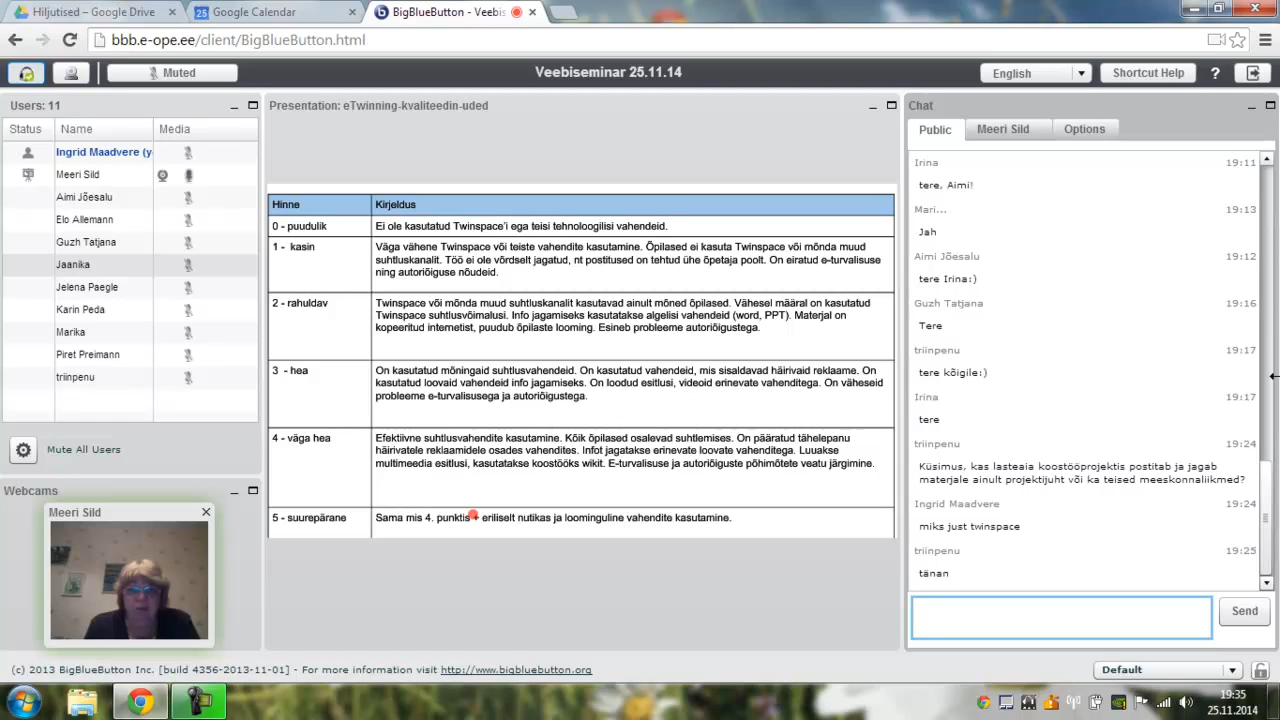 Hiljutised – Google Drive
Google Calendar
BigBlueButton - Veebis
bbb.e-ope.ee/client/BigBlueButton.html
Muted
Veebiseminar 25.11.14
English
Shortcut Help
?
Users: 11
Status Name Media
Ingrid Maadvere (y
Meeri Sild
Aimi Jõesalu
Elo Allemann
Guzh Tatjana
Jaanika
Jelena Paegle
Karin Peda
Marika
Piret Preimann
triinpenu
Mute All Users
Webcams
Meeri Sild
Presentation: eTwinning-kvaliteedin-uded
Hinne Kirjeldus
0 - puudulik Ei ole kasutatud Twinspace'i ega teisi tehnoloogilisi vahendeid.
1 - kasin Väga vähene Twinspace või teiste vahendite kasutamine. Õpilased ei kasuta Twinspace või mõnda muud
suhtluskanalit. Töö ei ole võrdselt jagatud, nt postitused on tehtud ühe õpetaja poolt. On eiratud e-turvalisuse
ning autoriõiguse nõudeid.
2 - rahuldav Twinspace või mõnda muud suhtluskanalit kasutavad ainult mõned õpilased. Vähesel määral on kasutatud
Twinspace suhtlusvõimalusi. Info jagamiseks kasutatakse algelisi vahendeid (word, PPT). Materjal on
kopeeritud internetist, puudub õpilaste looming. Esineb probleeme autoriõigustega.
3 - hea On kasutatud mõningaid suhtlusvahendeid. On kasutatud vahendeid, mis sisaldavad häirivaid reklaame. On
kasutatud loovaid vahendeid info jagamiseks. On loodud esitlusi, videoid erinevate vahenditega. On väheseid
probleeme e-turvalisusega ja autoriõigustega.
4 - väga hea Efektiivne suhtlusvahendite kasutamine. Kõik õpilased osalevad suhtlemises. On pääratud tähelepanu
häirivatele reklaamidele osades vahendites. Infot jagatakse erinevate loovate vahenditega. Luuakse
multimeedia esitlusi, kasutatakse koostööks wikit. E-turvalisuse ja autoriõiguste põhimõtete veatu järgimine.
5 - suurepärane Sama mis 4. punktis + eriliselt nutikas ja loominguline vahendite kasutamine.
Chat
Public Meeri Sild Options
Irina 19:11
tere, Aimi!
Mari... 19:13
Jah
Aimi Jõesalu 19:12
tere Irina:)
Guzh Tatjana 19:16
Tere
triinpenu 19:17
tere kõigile:)
Irina 19:17
tere
triinpenu 19:24
Küsimus, kas lasteaia koostööprojektis postitab ja jagab
materjale ainult projektijuht või ka teised meeskonnaliikmed?
Ingrid Maadvere 19:24
miks just twinspace
triinpenu 19:25
tänan
Send
(c) 2013 BigBlueButton Inc. [build 4356-2013-11-01] - For more information visit http://www.bigbluebutton.org
Default
19:35
25.11.2014